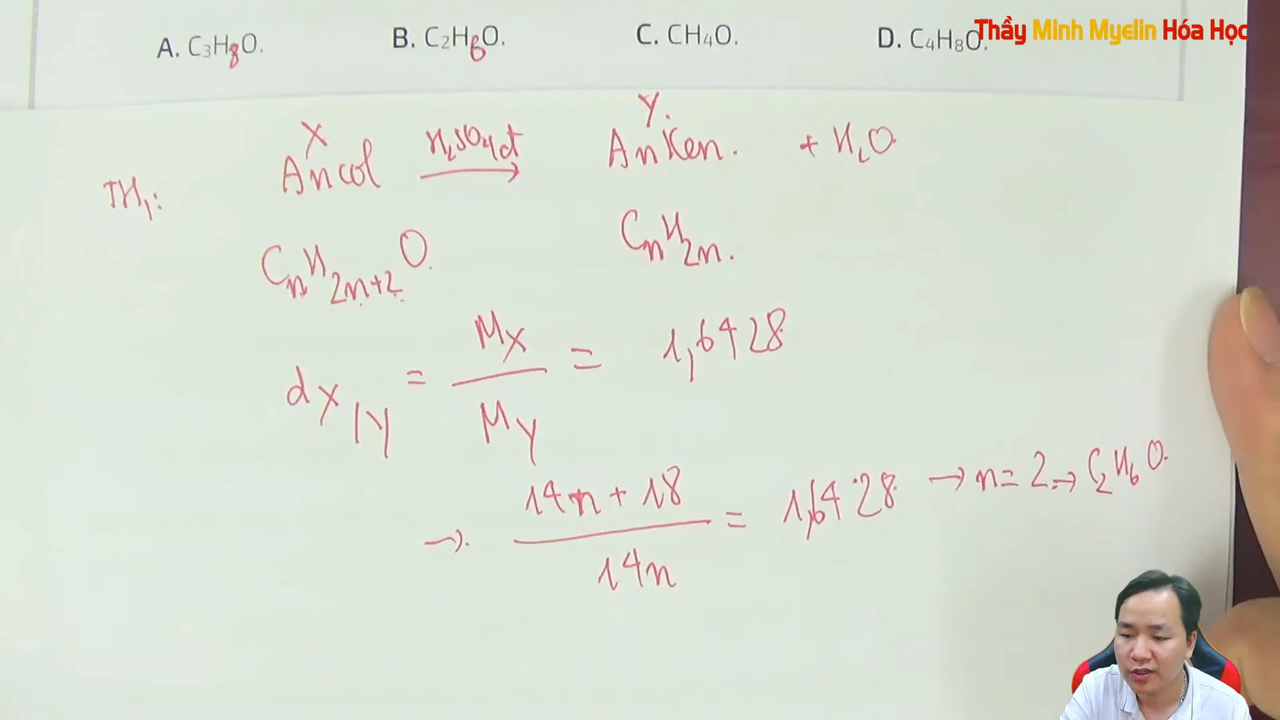 Thầy Minh Myelin Hóa Học
A. C₃H₈O. B. C₂H₆O. C. CH₄O. D. C₄H₈O.
X Y.
TH₁: Ancol H₂SO₄đ,t Anken. + H₂O
CₙH₂ₙ₊₂O CₙH₂ₙ.
dX/Y = MX/MY = 1,6428
→ (14n + 18)/14n = 1,6428 → n = 2 → C₂H₆O.